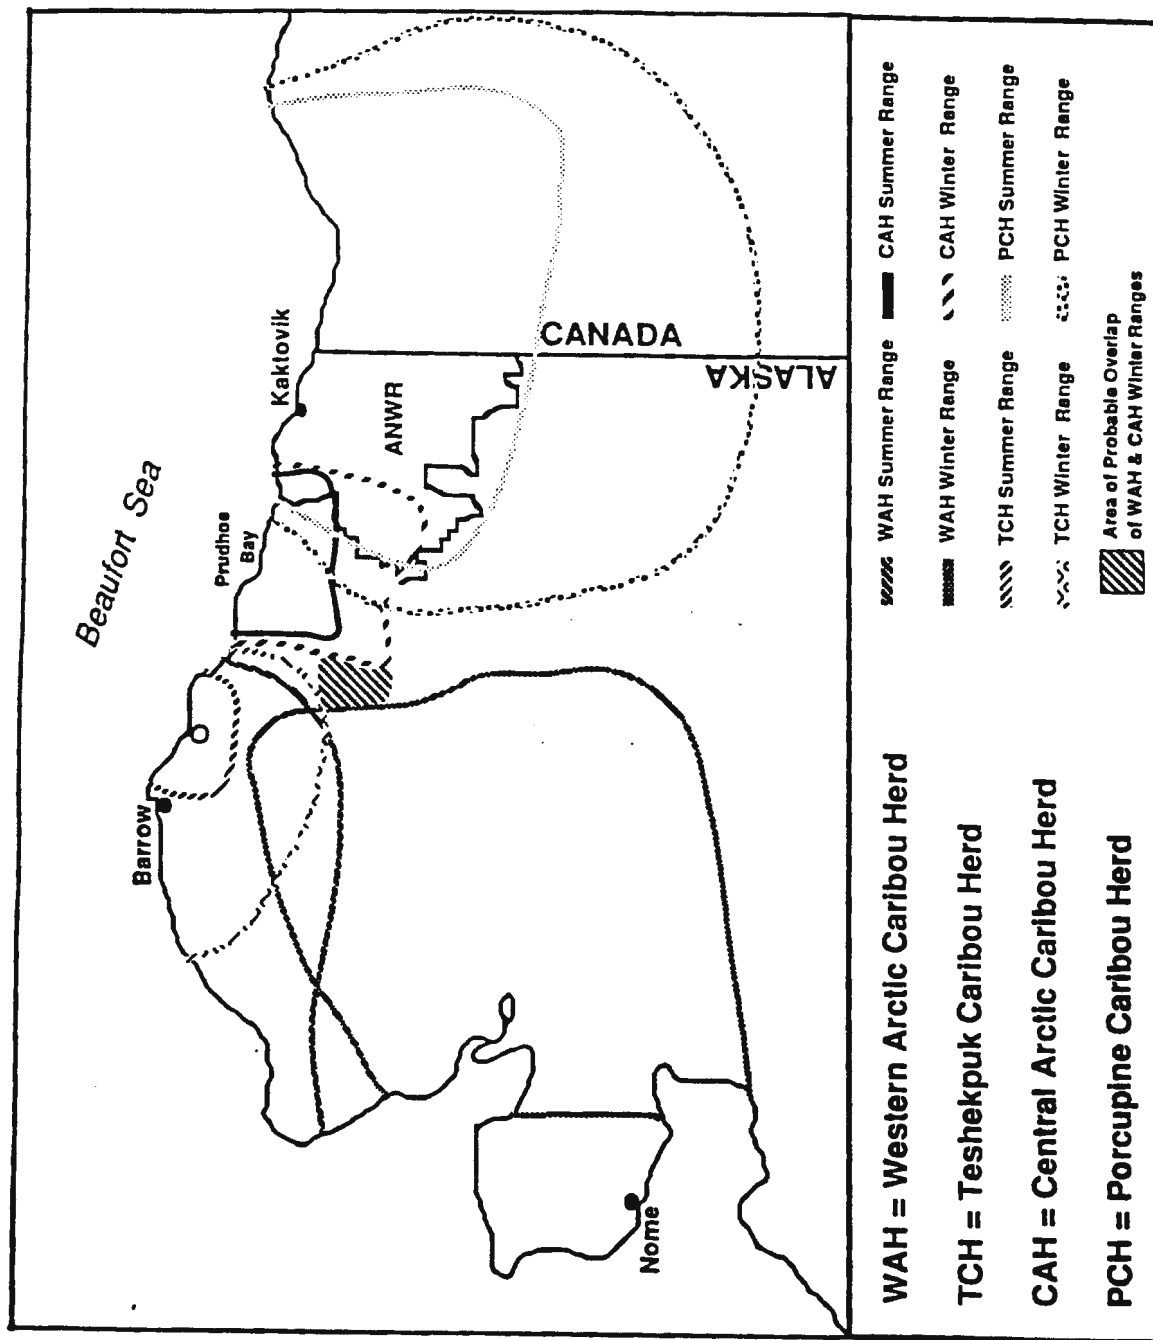 Beaufort Sea
Barrow
Prudhoe
Bay
Kaktovik
ANWR
CANADA
ALASKA
Nome
WAH = Western Arctic Caribou Herd
TCH = Teshekpuk Caribou Herd
CAH = Central Arctic Caribou Herd
PCH = Porcupine Caribou Herd
WAH Summer Range
WAH Winter Range
TCH Summer Range
TCH Winter Range
Area of Probable Overlap
of WAH & CAH Winter Ranges
CAH Summer Range
CAH Winter Range
PCH Summer Range
PCH Winter Range